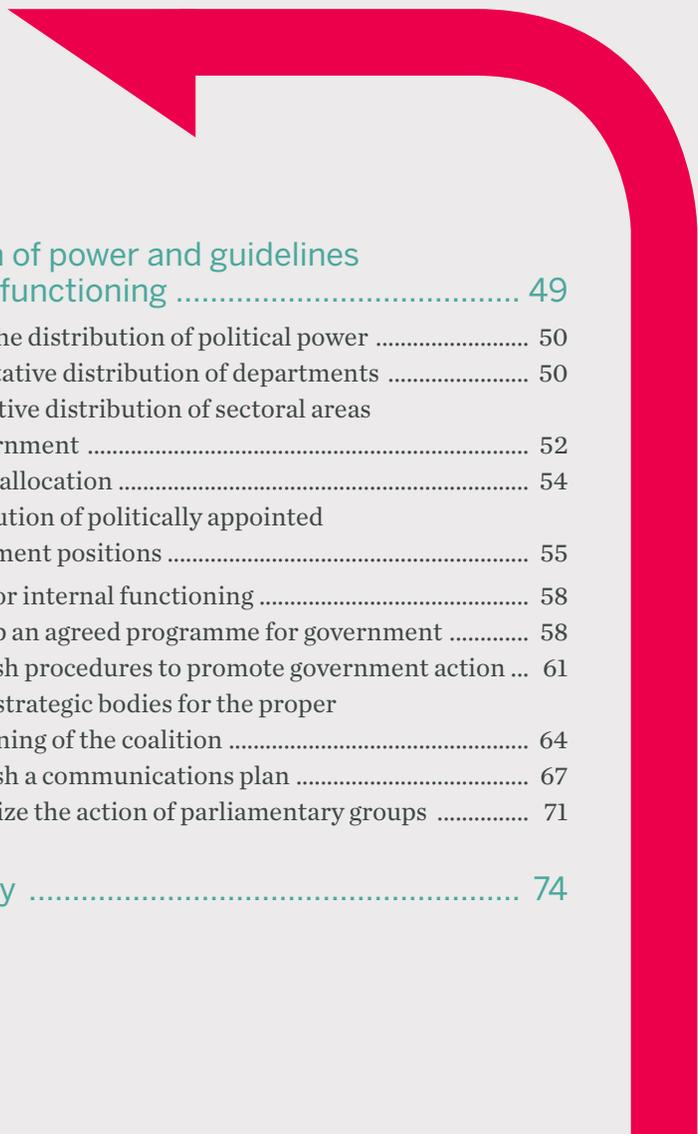 of power and guidelines
functioning ........................................ 49
he distribution of political power ...................... 50
tative distribution of departments .................... 50
tive distribution of sectoral areas
rnment .................................................................. 52
allocation ............................................................. 54
ution of politically appointed
ment positions ...................................................... 55
or internal functioning ......................................... 58
an agreed programme for government ............ 58
sh procedures to promote government action ... 61
strategic bodies for the proper
ning of the coalition ............................................. 64
sh a communications plan ................................... 67
ize the action of parliamentary groups .............. 71
y ......................................................... 74